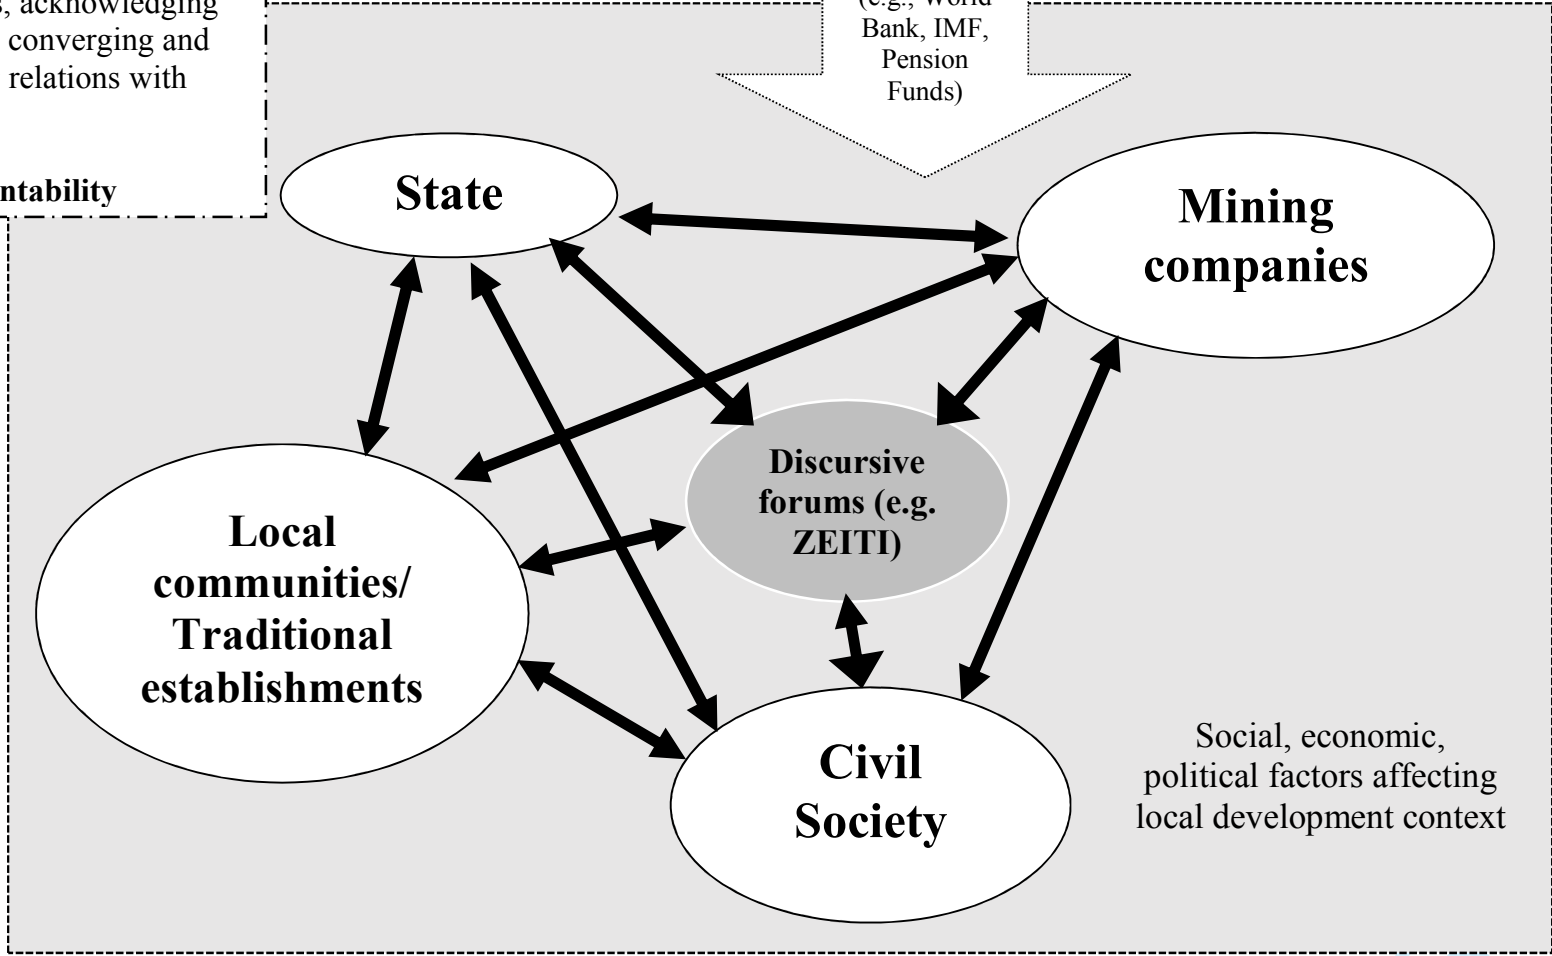 s, acknowledging
converging and
relations with
ntability
(e.g., World
Bank, IMF,
Pension
Funds)
State
Mining
companies
Discursive
forums (e.g.
ZEITI)
Local
communities/
Traditional
establishments
Civil
Society
Social, economic,
political factors affecting
local development context